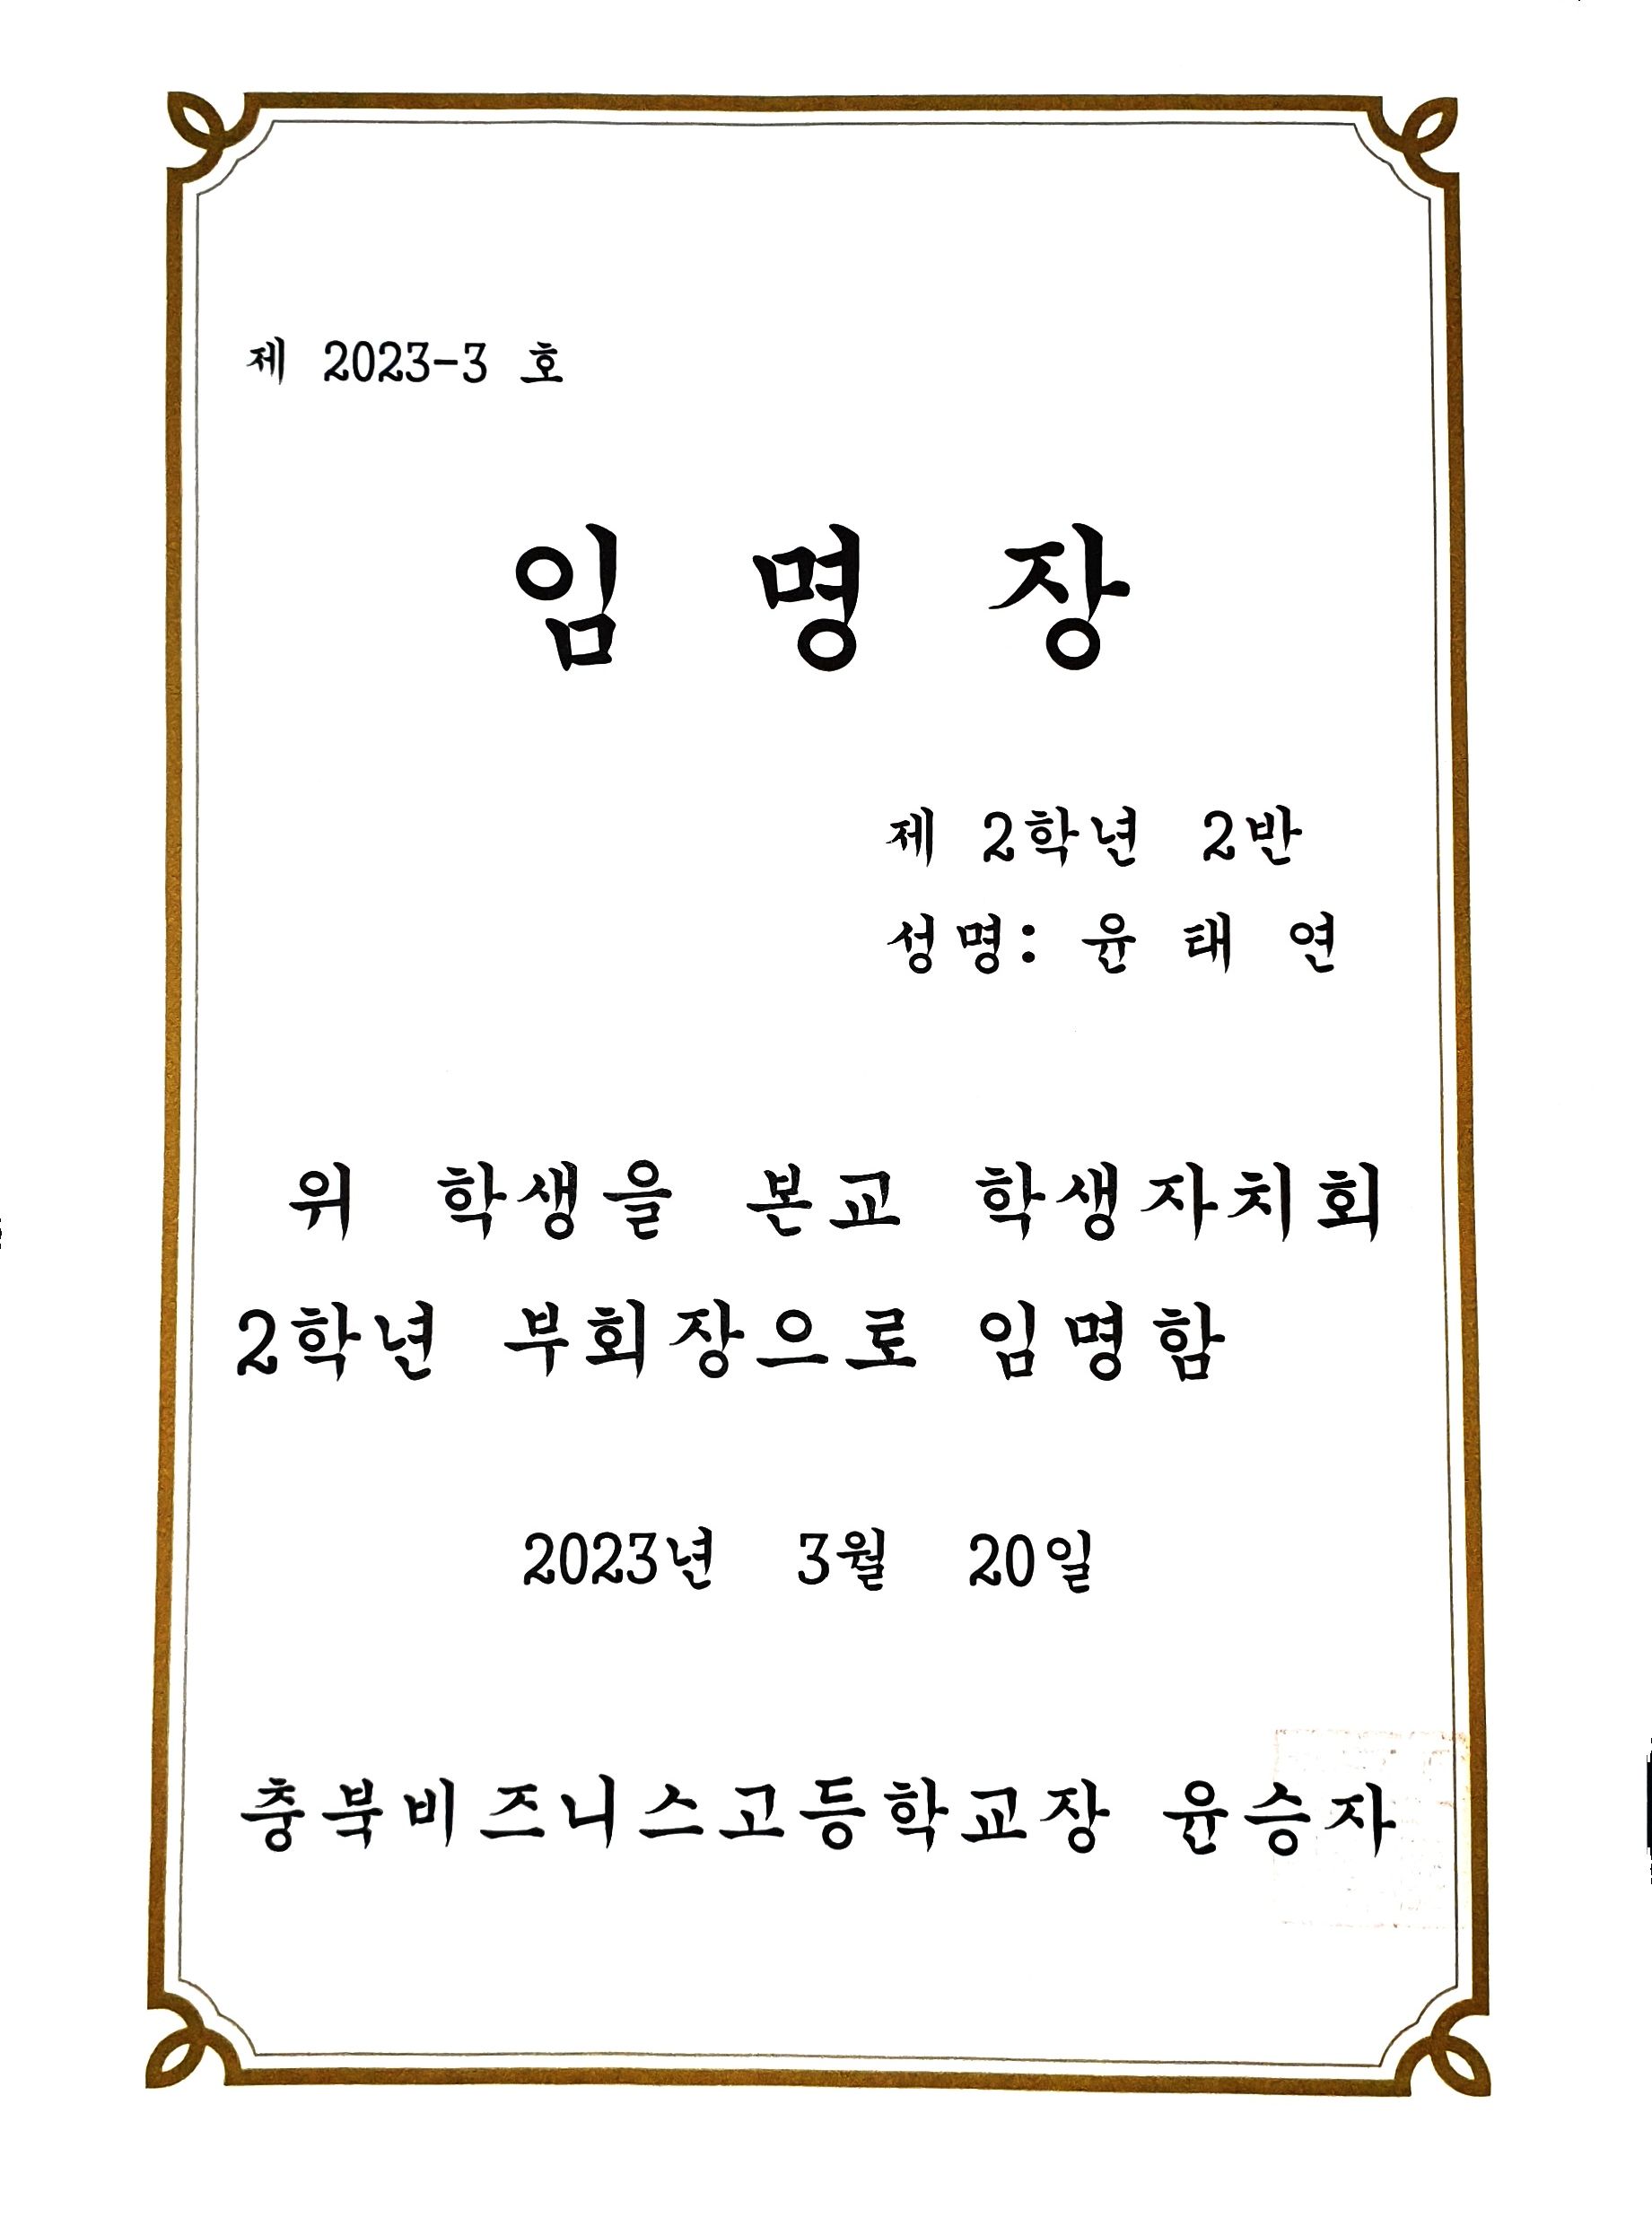 제 2023-3 호
임 명 장
제 2학년 2반
성명: 윤 태 연
위 학생을 본교 학생자치회
2학년 부회장으로 임명함
2023년 3월 20일
충북비즈니스고등학교장 윤승자